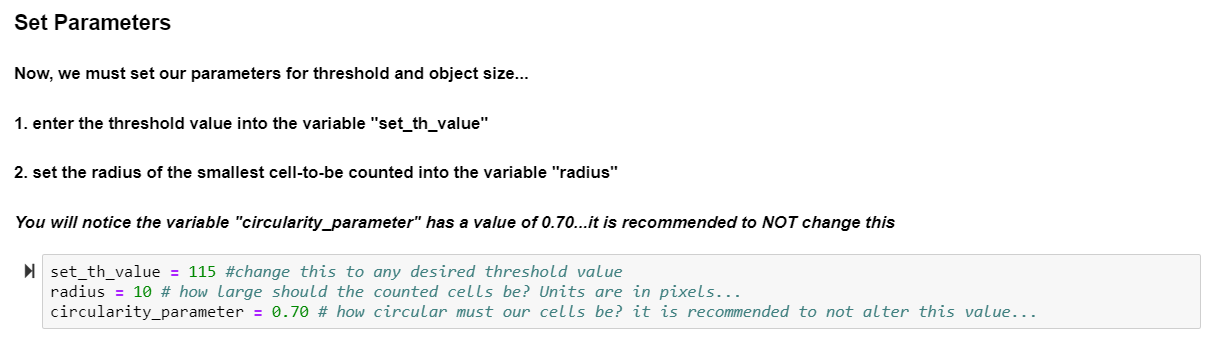 Set Parameters
Now, we must set our parameters for threshold and object size...
1. enter the threshold value into the variable "set_th_value"
2. set the radius of the smallest cell-to-be counted into the variable "radius"
You will notice the variable "circularity_parameter" has a value of 0.70...it is recommended to NOT change this
set_th_value = 115 #change this to any desired threshold value
radius = 10 # how large should the counted cells be? Units are in pixels...
circularity_parameter = 0.70 # how circular must our cells be? it is recommended to not alter this value...